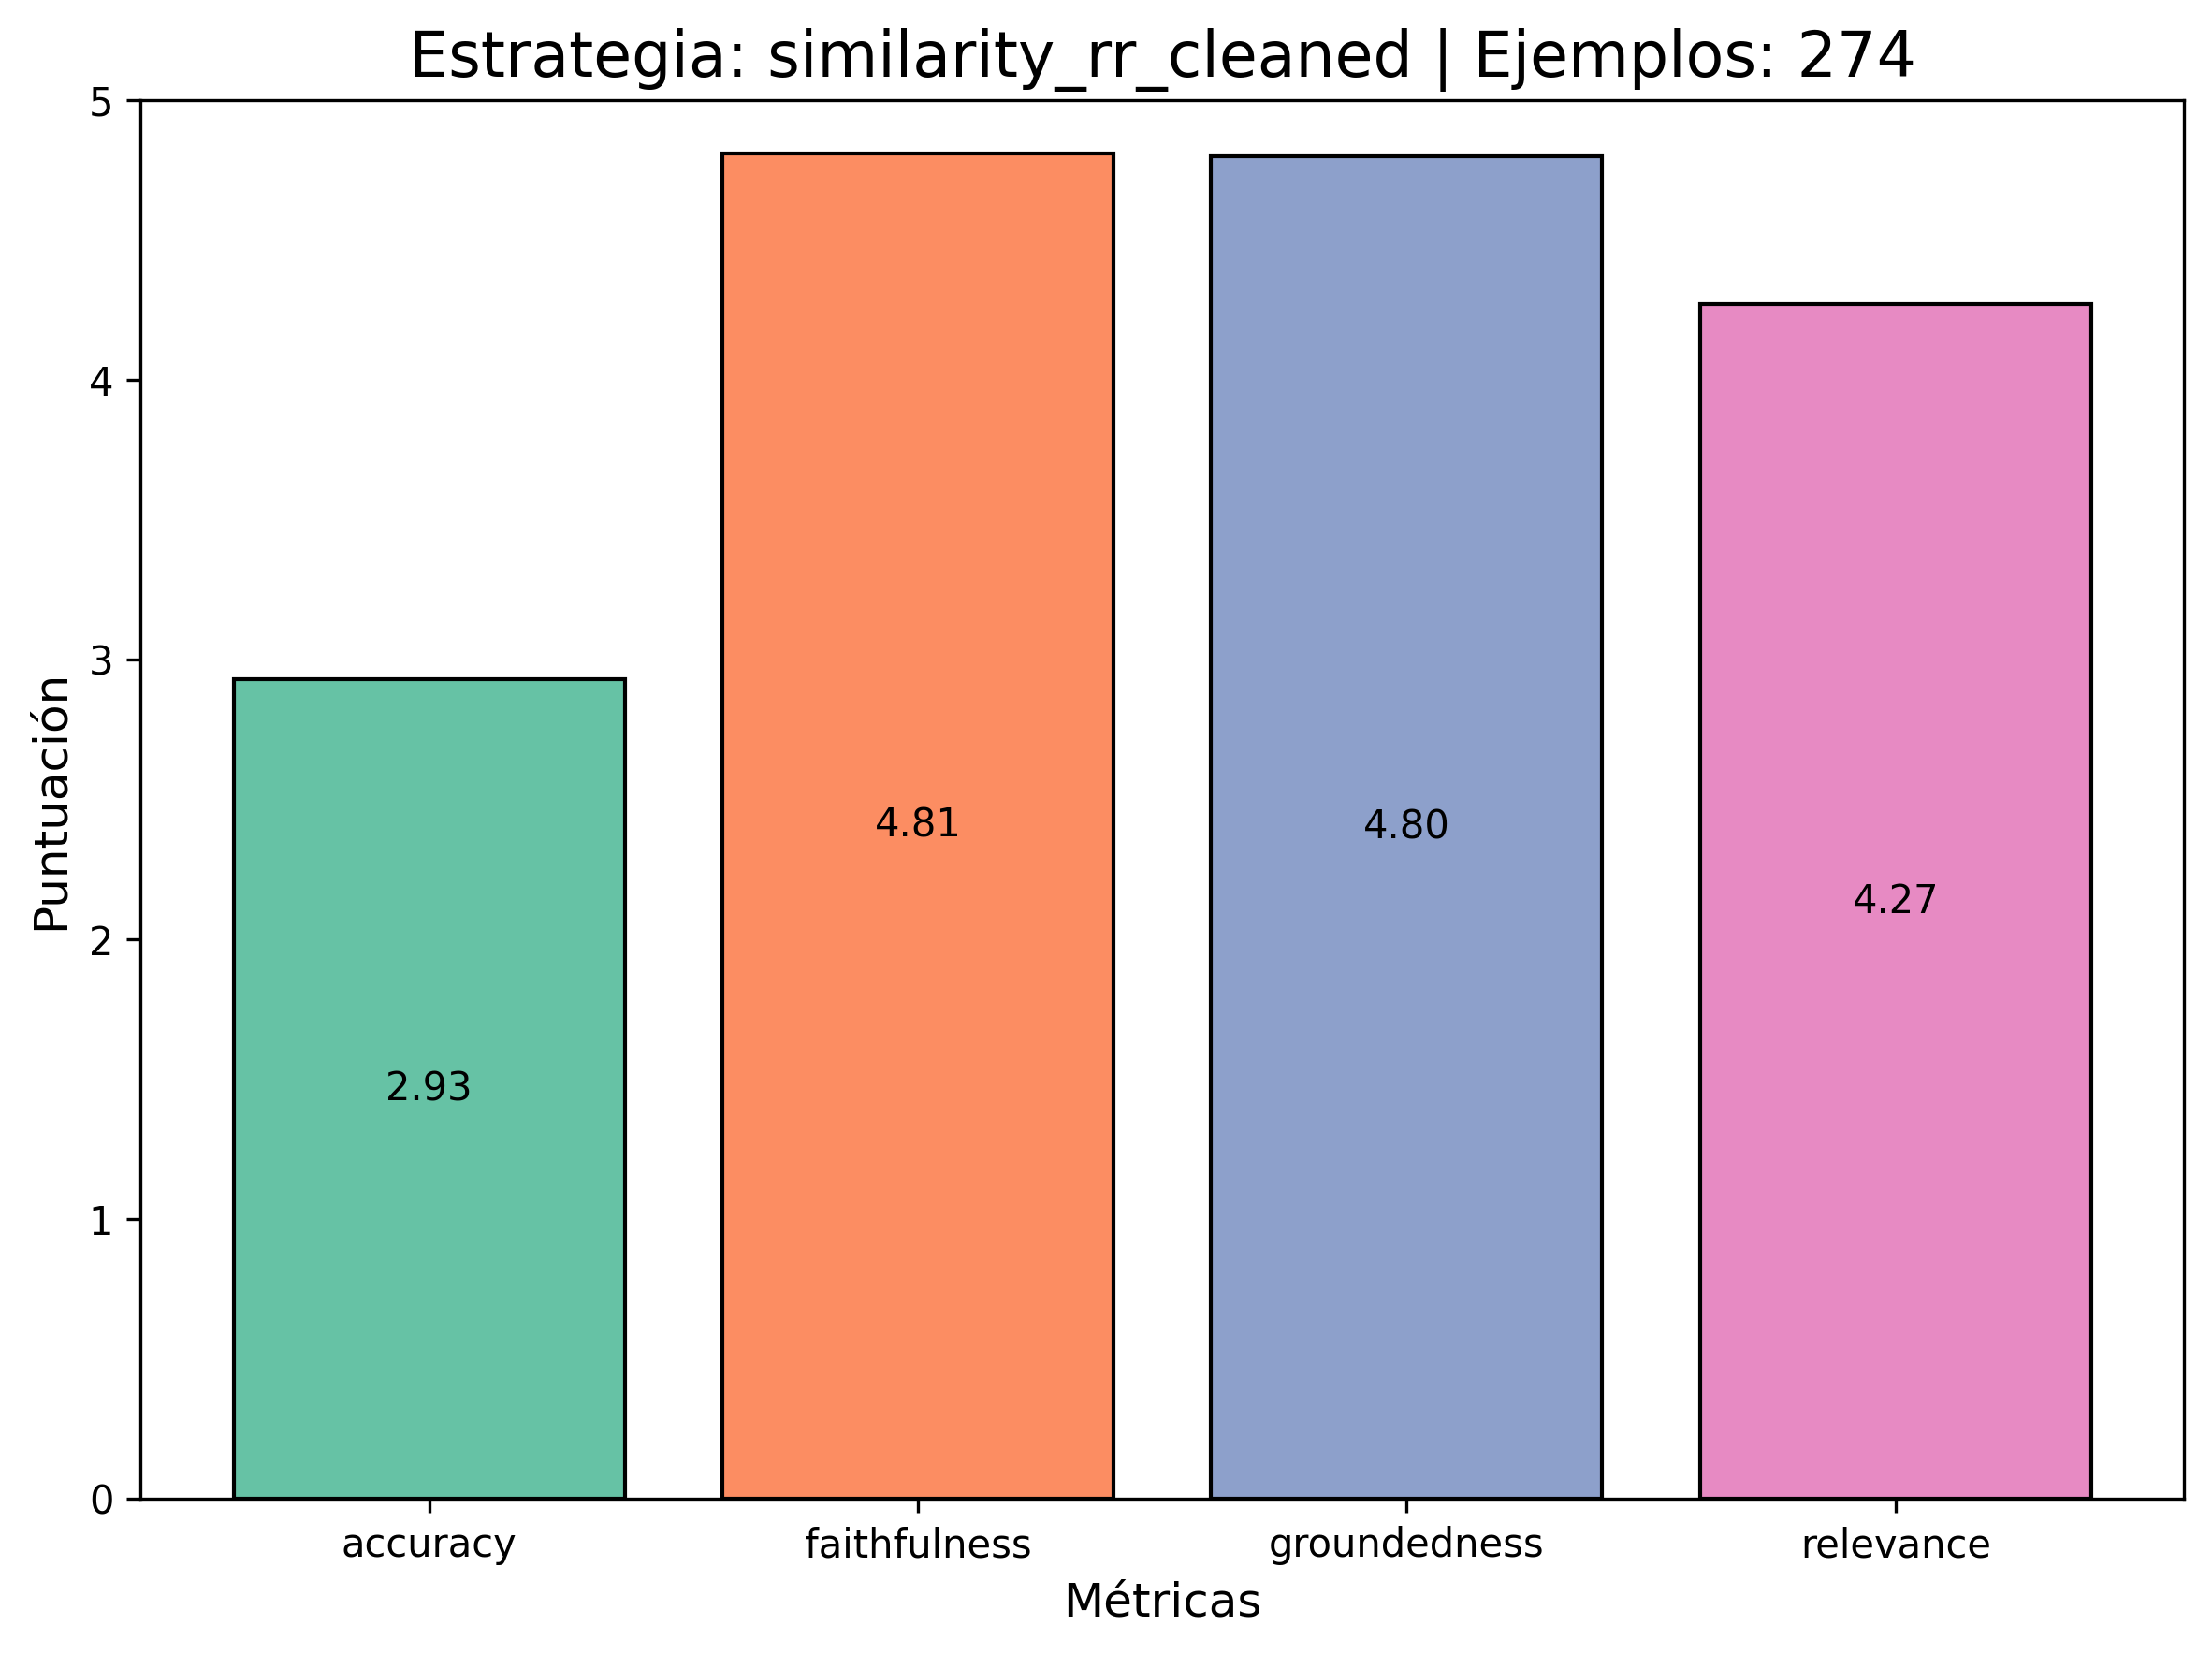 Estrategia: similarity_rr_cleaned | Ejemplos: 274
5
4
3
2
1
0
Puntuación
2.93
4.81
4.80
4.27
accuracy
faithfulness
groundedness
relevance
Métricas